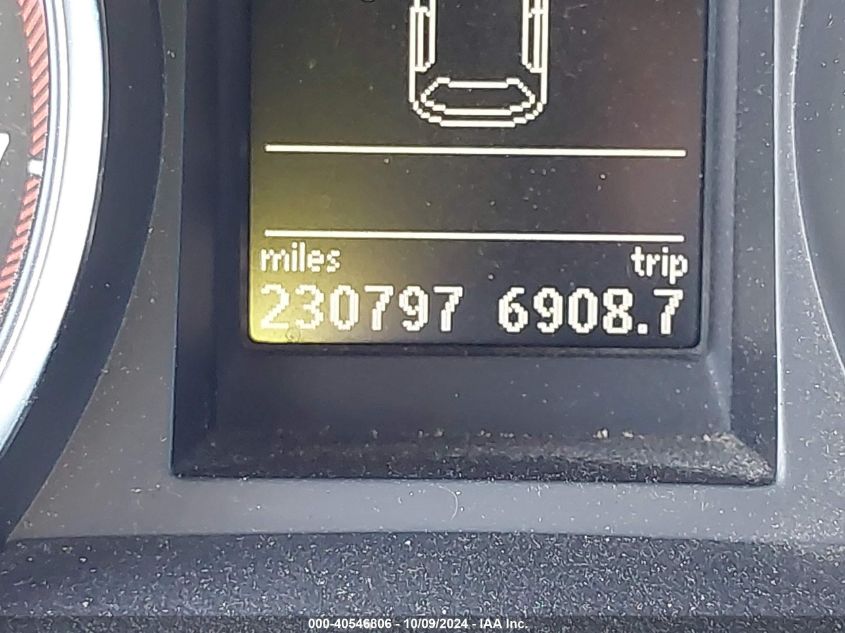 miles trip
230797 6908.7
000-40546806 - 10/09/2024 - IAA Inc.